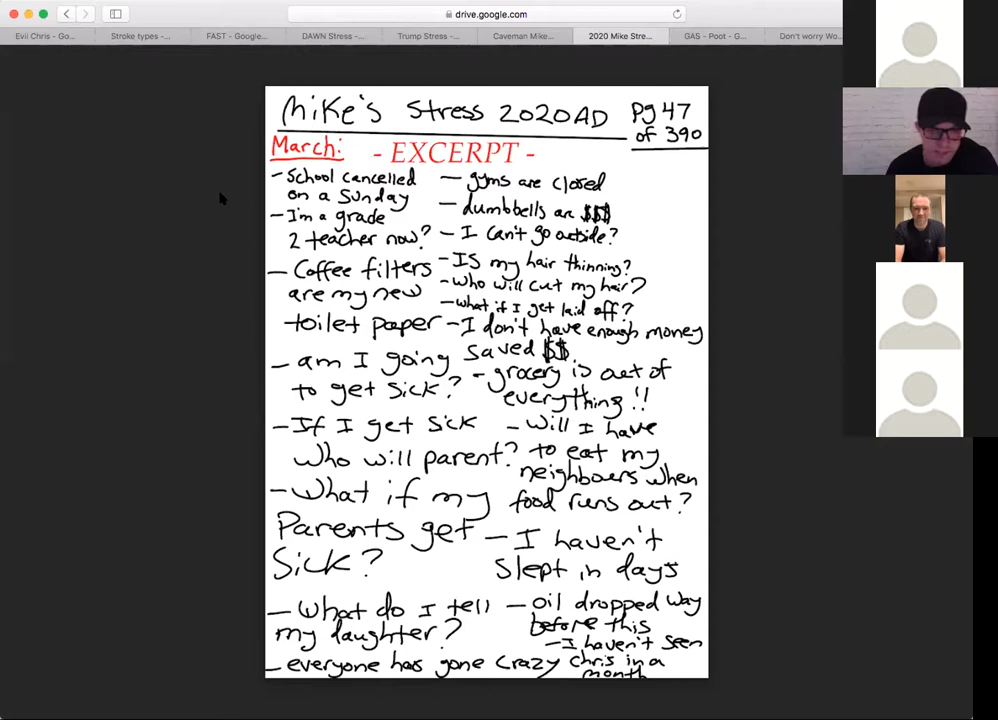 drive.google.com
Evil Chris - Go...
Stroke types -...
FAST - Google...
DAWN Stress -...
Trump Stress -...
Caveman Mike...
2020 Mike Stre...
GAS - Poot - G...
Don't worry Wo...
Mike's Stress 2020AD
Pg 47
of 390
March:
- EXCERPT -
- School cancelled
on a Sunday
- I'm a grade
2 teacher now?
- Coffee filters
are my new
toilet paper
- am I going
to get sick?
- If I get sick
who will parent?
- What if my
Parents get
Sick?
- What do I tell
my daughter?
- everyone has gone crazy
- gyms are closed
- dumbbells are $$$
- I can't go outside?
- Is my hair thinning?
- who will cut my hair?
- what if I get laid off?
- I don't have enough money
saved $$
- grocery is out of
everything!!
- will I have
to eat my
neighbours when
food runs out?
- I haven't
slept in days
- oil dropped way
before this
- I haven't seen
chris in a
month